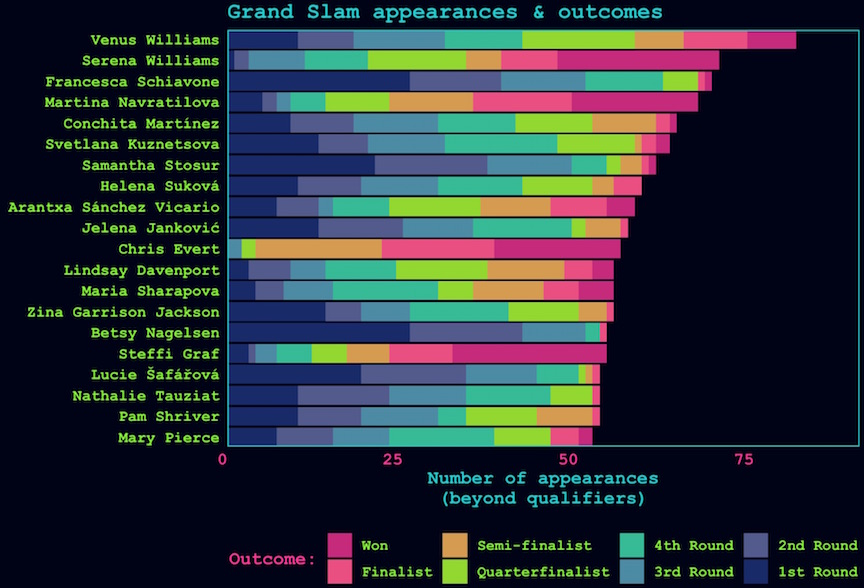 Grand Slam appearances & outcomes
Venus Williams
Serena Williams
Francesca Schiavone
Martina Navratilova
Conchita Martínez
Svetlana Kuznetsova
Samantha Stosur
Helena Suková
Arantxa Sánchez Vicario
Jelena Janković
Chris Evert
Lindsay Davenport
Maria Sharapova
Zina Garrison Jackson
Betsy Nagelsen
Steffi Graf
Lucie Šafářová
Nathalie Tauziat
Pam Shriver
Mary Pierce
0 25 50 75
Number of appearances
(beyond qualifiers)
Outcome:
Won Semi-finalist 4th Round 2nd Round
Finalist Quarterfinalist 3rd Round 1st Round